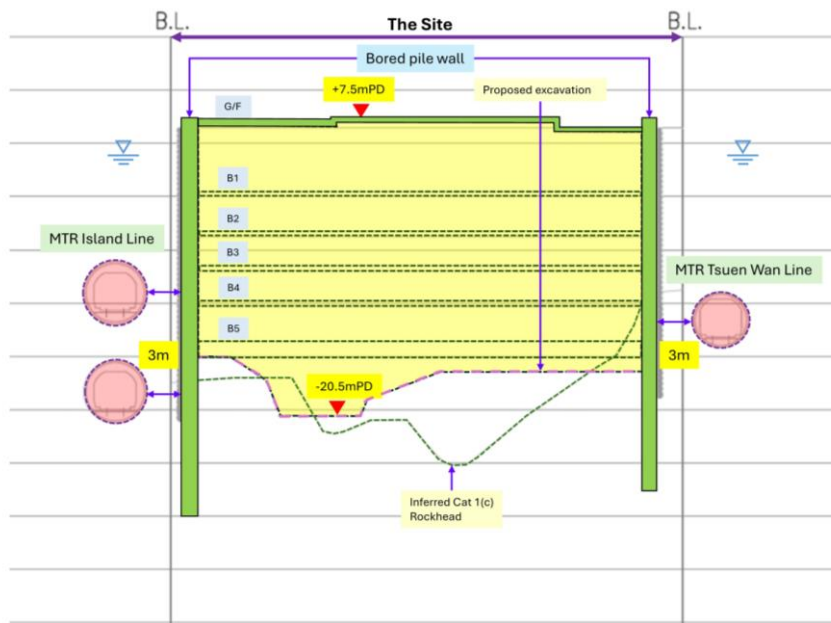 B.L.
The Site
B.L.
Bored pile wall
+7.5mPD
Proposed excavation
G/F
B1
B2
MTR Island Line
B3
MTR Tsuen Wan Line
B4
B5
3m
3m
-20.5mPD
Inferred Cat 1(c)
Rockhead